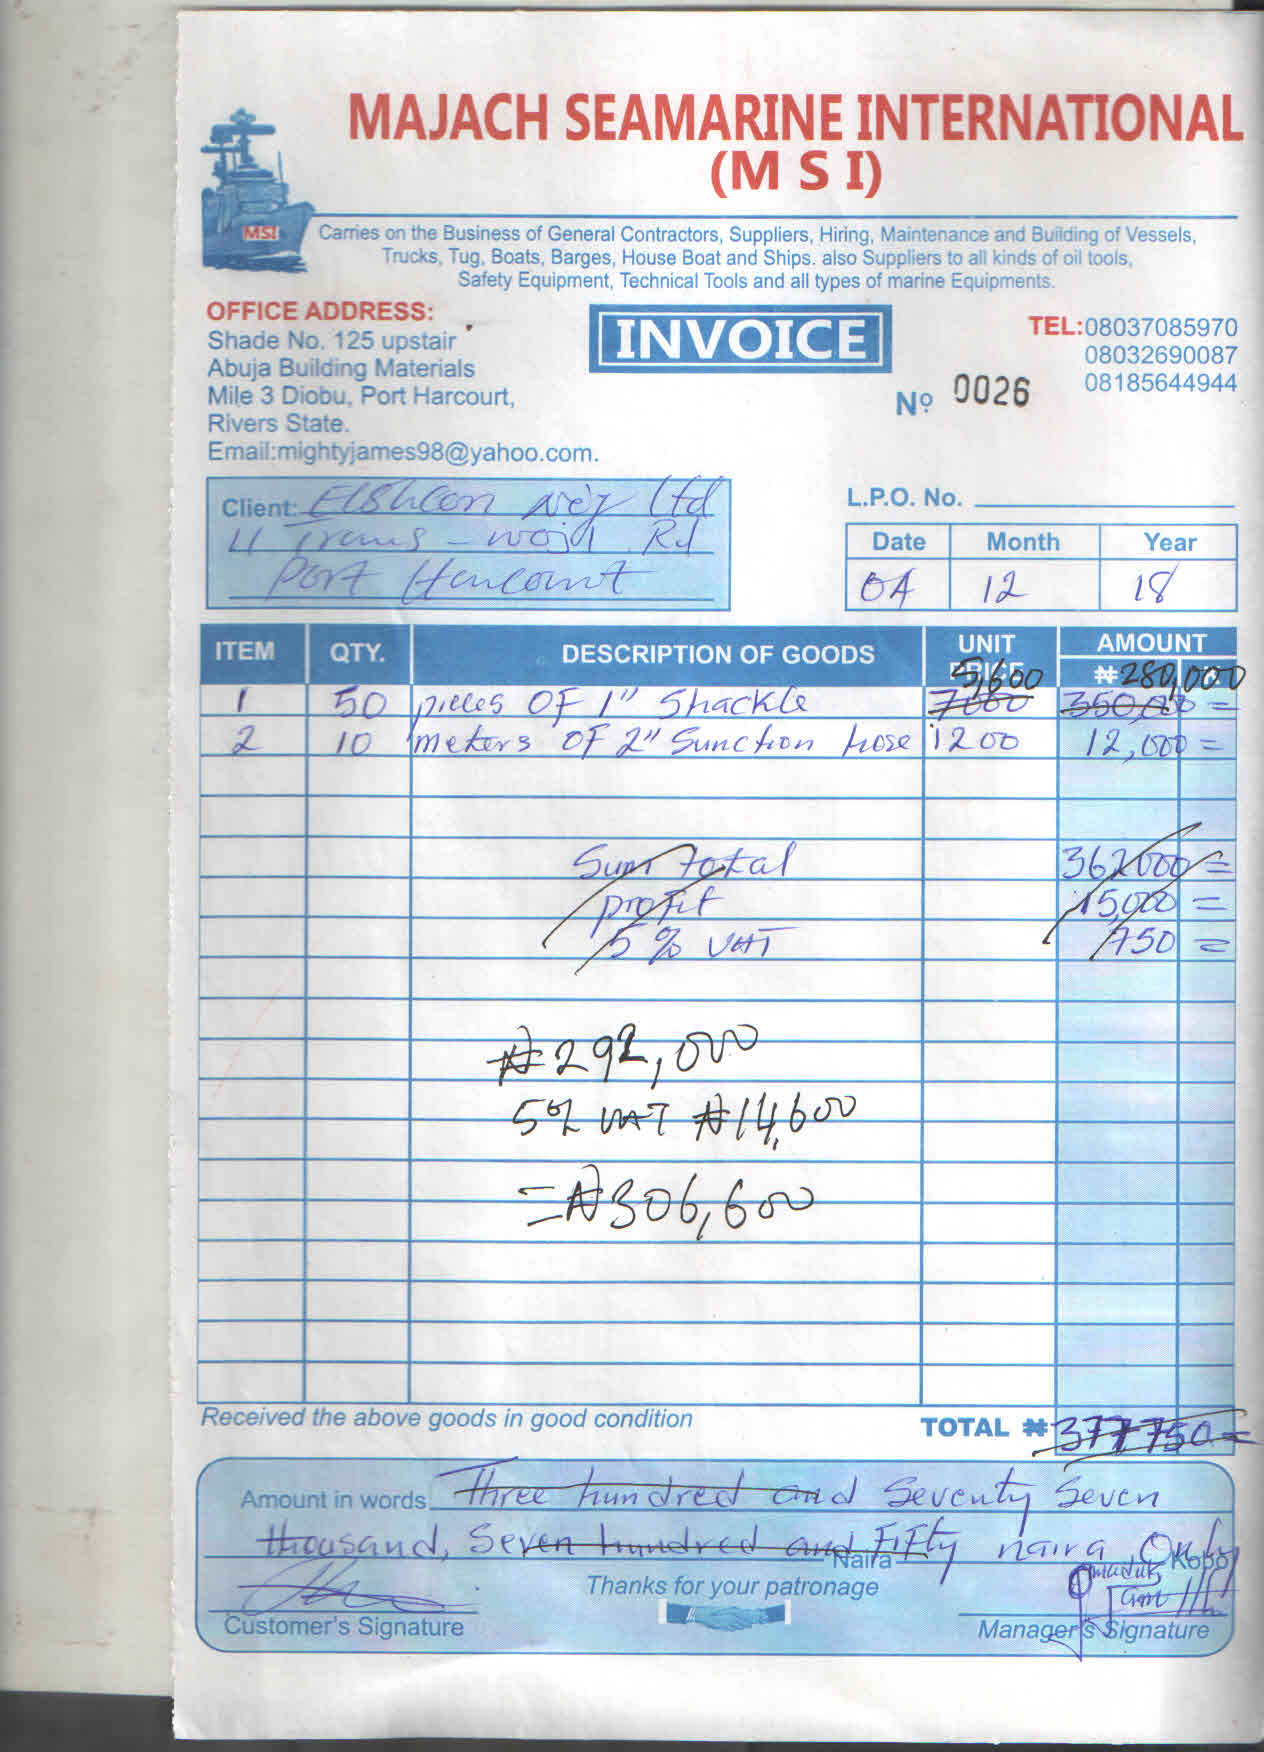 MAJACH SEAMARINE INTERNATIONAL
(M S I)
MSI
Carries on the Business of General Contractors, Suppliers, Hiring, Maintenance and Building of Vessels,
Trucks, Tug, Boats, Barges, House Boat and Ships. also Suppliers to all kinds of oil tools,
Safety Equipment, Technical Tools and all types of marine Equipments.
OFFICE ADDRESS:
Shade No. 125 upstair
Abuja Building Materials
Mile 3 Diobu, Port Harcourt,
Rivers State.
Email:mightyjames98@yahoo.com.
INVOICE
Nº 0026
TEL:08037085970
08032690087
08185644944
Client: Nig Ltd
11 Trans - Rd
Port Harcourt
L.P.O. No.
Date Month Year
04 12 18
ITEM QTY. DESCRIPTION OF GOODS UNIT PRICE AMOUNT
₦
5,600 280,000
1 50 pieces OF 1" Shackle 7000 350,000 =
2 10 meters OF 2" Sunction hose 1200 12,000 =
Sum total 362000 =
profit 15,000 =
5% VAT 750 =
₦292,000
5% VAT ₦14,600
=₦306,600
Received the above goods in good condition
TOTAL ₦ 377750 =
Amount in words Three hundred and Seventy Seven
thousand, Seven hundred and Fifty naira Only
Naira Kobo
Thanks for your patronage
Customer's Signature
Manager's Signature